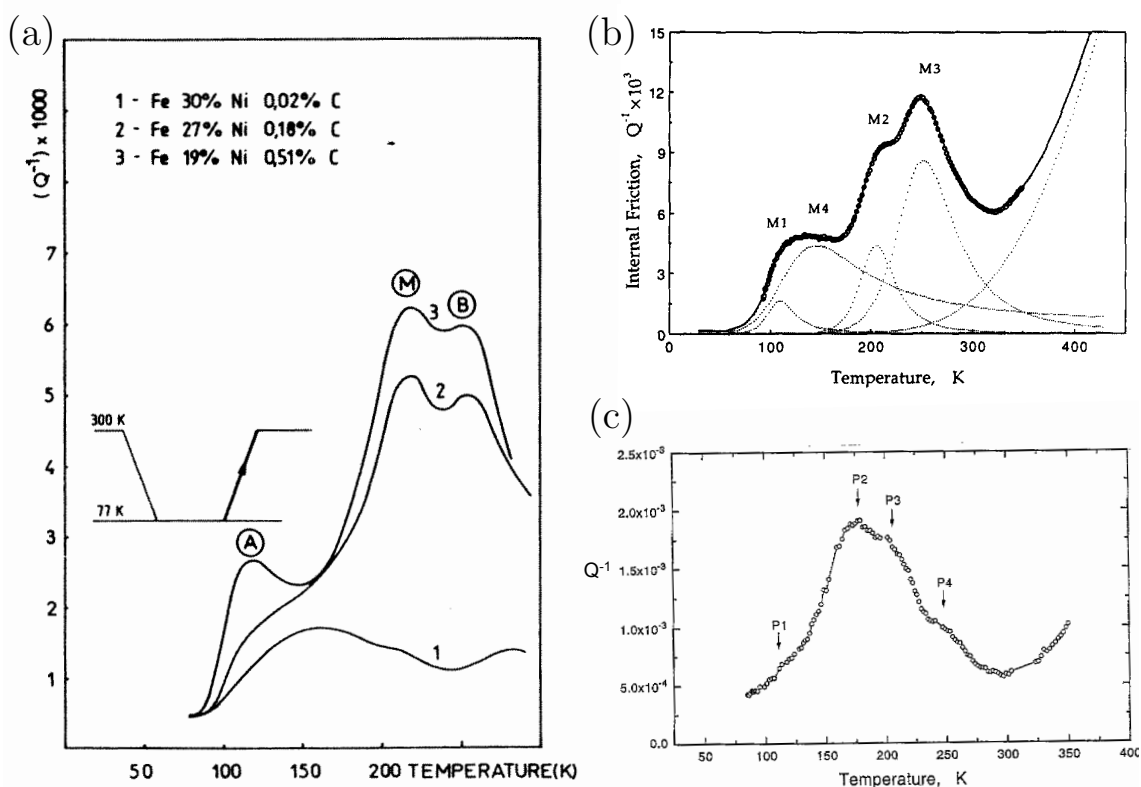 (a)
1 - Fe 30% Ni 0,02% C
2 - Fe 27% Ni 0,18% C
3 - Fe 19% Ni 0,51% C
(Q⁻¹) x 1000
7
6
5
4
3
2
1
M
B
3
2
300 K
77 K
A
1
50
100
150
200
TEMPERATURE(K)
(b)
Internal Friction, Q⁻¹ × 10³
15
12
9
6
3
0
M3
M2
M1
M4
0
100
200
300
400
Temperature, K
(c)
Q⁻¹
2.5x10⁻³
2.0x10⁻³
1.5x10⁻³
1.0x10⁻³
5.0x10⁻⁴
0.0
P2
P3
P4
P1
50
100
150
200
250
300
350
400
Temperature, K